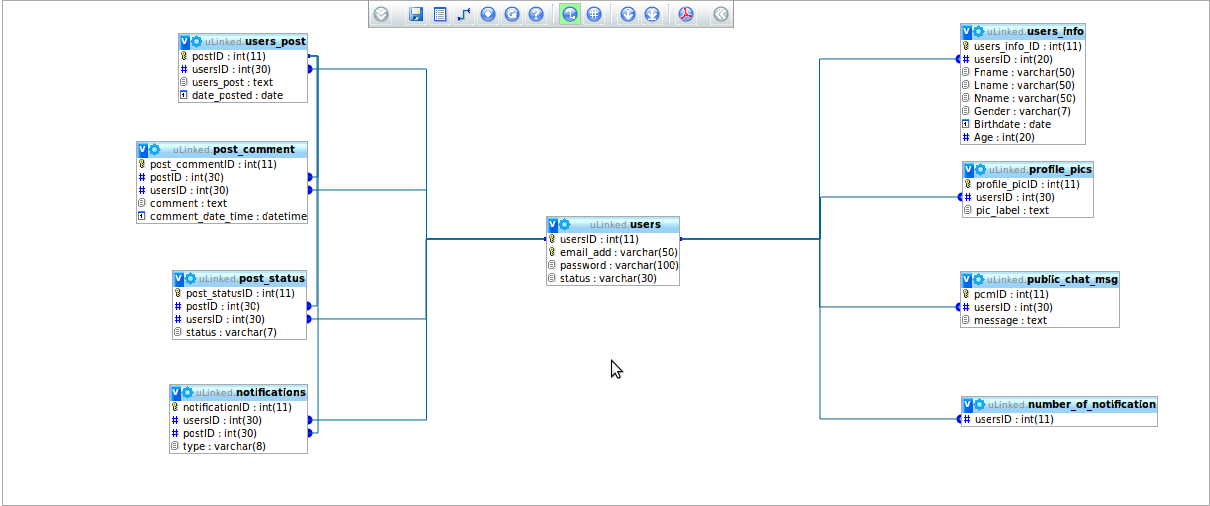 uLinked.users_post
postID : int(11)
usersID : int(30)
users_post : text
date_posted : date
uLinked.post_comment
post_commentID : int(11)
postID : int(30)
usersID : int(30)
comment : text
comment_date_time : datetime
uLinked.post_status
post_statusID : int(11)
postID : int(30)
usersID : int(30)
status : varchar(7)
uLinked.notifications
notificationID : int(11)
usersID : int(30)
postID : int(30)
type : varchar(8)
uLinked.users
usersID : int(11)
email_add : varchar(50)
password : varchar(100)
status : varchar(30)
uLinked.users_info
users_info_ID : int(11)
usersID : int(20)
Fname : varchar(50)
Lname : varchar(50)
Nname : varchar(50)
Gender : varchar(7)
Birthdate : date
Age : int(20)
uLinked.profile_pics
profile_picID : int(11)
usersID : int(30)
pic_label : text
uLinked.public_chat_msg
pcmID : int(11)
usersID : int(30)
message : text
uLinked.number_of_notification
usersID : int(11)